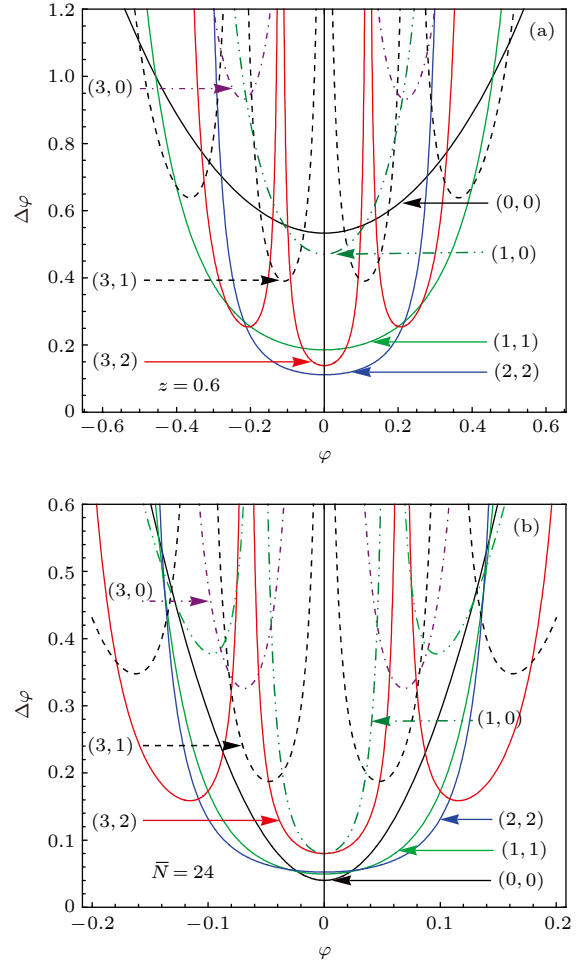 1.2
(a)
1.0
(3, 0)
0.8
Δφ
0.6
(0, 0)
(1, 0)
0.4
(3, 1)
0.2
(1, 1)
(3, 2)
(2, 2)
z = 0.6
0
−0.6 −0.4 −0.2 0 0.2 0.4 0.6
φ
0.6
(b)
0.5
(3, 0)
0.4
Δφ
0.3
(1, 0)
(3, 1)
0.2
(3, 2)
(2, 2)
0.1
(1, 1)
N̅ = 24
(0, 0)
0
−0.2 −0.1 0 0.1 0.2
φ